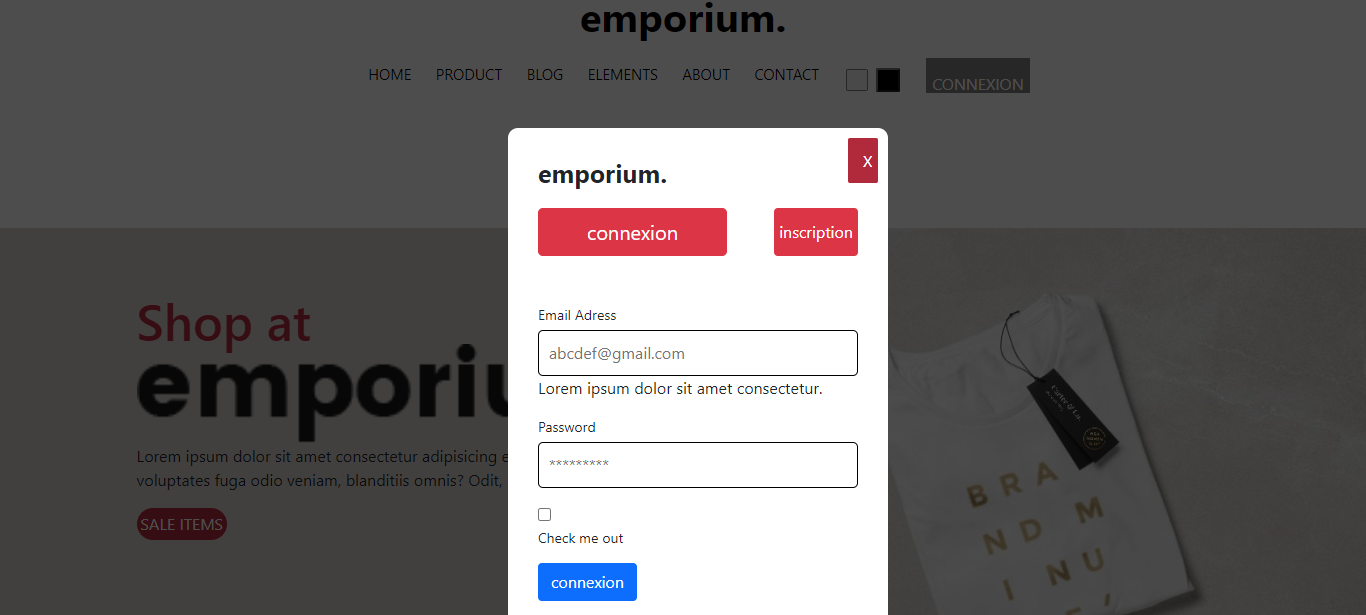 emporium.
HOME PRODUCT BLOG ELEMENTS ABOUT CONTACT CONNEXION
X
emporium.
connexion inscription
Email Adress
abcdef@gmail.com
Lorem ipsum dolor sit amet consectetur.
Password
*********
Check me out
connexion
Shop at
emporiu
Lorem ipsum dolor sit amet consectetur adipisicing e
voluptates fuga odio veniam, blanditiis omnis? Odit,
SALE ITEMS
BRA
ND M
I NU